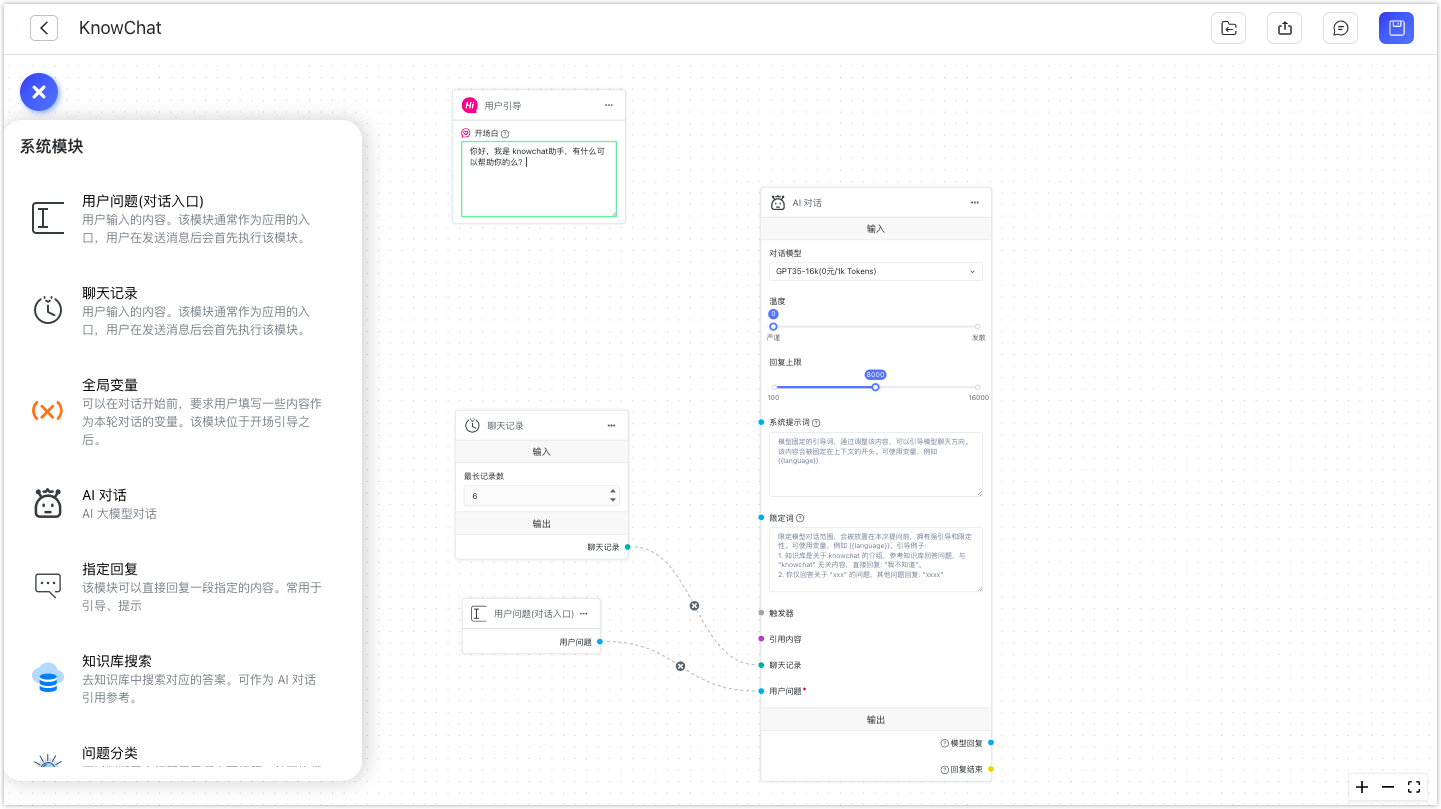 KnowChat
系统模块
用户问题(对话入口)
用户输入的内容。该模块通常作为应用的入
口，用户在发送消息后会首先执行该模块。
聊天记录
用户输入的内容。该模块通常作为应用的入
口，用户在发送消息后会首先执行该模块。
全局变量
可以在对话开始前，要求用户填写一些内容作
为本轮对话的变量。该模块位于开场引导之
后。
AI 对话
AI 大模型对话
指定回复
该模块可以直接回复一段指定的内容。常用于
引导、提示
知识库搜索
去知识库中搜索对应的答案。可作为 AI 对话
引用参考。
问题分类
Hi 用户引导
开场白
你好，我是 knowchat助手，有什么可
以帮助你的么？
聊天记录
输入
最长记录数
6
输出
聊天记录
用户问题(对话入口)
用户问题
AI 对话
输入
对话模型
GPT35-16k(0元/1k Tokens)
温度
0
严谨 发散
回复上限
8000
100 16000
系统提示词
模型固定的引导词，通过调整该内容，可以引导模型聊天方向。
该内容会被固定在上下文的开头。可使用变量，例如
{{language}}
限定词
限定模型对话范围，会被放置在本次提问前，拥有强引导和限定
性。可使用变量，例如 {{language}}。引导例子:
1. 知识库是关于 knowchat 的介绍，参考知识库回答问题，与
"knowchat" 无关内容，直接回复: "我不知道"。
2. 你仅回答关于 "xxx" 的问题，其他问题回复: "xxxx"
触发器
引用内容
聊天记录
用户问题*
输出
模型回复
回复结束